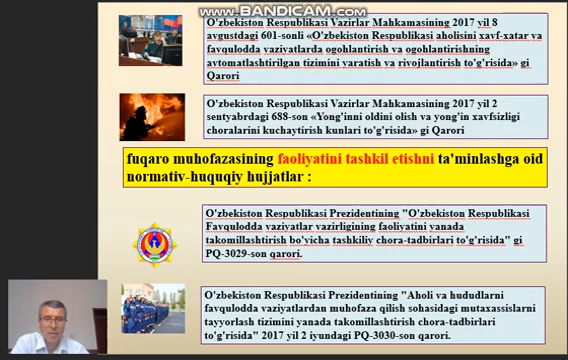 www.BANDICAM.com
O'zbekiston Respublikasi Vazirlar Mahkamasining 2017 yil 8
avgustdagi 601-sonli «O'zbekiston Respublikasi aholisini xavf-xatar va
favqulodda vaziyatlarda ogohlantirish va ogohlantirishning
avtomatlashtirilgan tizimini yaratish va rivojlantirish to'g'risida» gi
Qarori
O'zbekiston Respublikasi Vazirlar Mahkamasining 2017 yil 2
sentyabrdagi 688-son «Yong'inni oldini olish va yong'in xavfsizligi
choralarini kuchaytirish kunlari to'g'risida» gi Qarori
fuqaro muhofazasining faoliyatini tashkil etishni ta'minlashga oid
normativ-huquqiy hujjatlar :
O'zbekiston Respublikasi Prezidentining "O'zbekiston Respublikasi
Favqulodda vaziyatlar vazirligining faoliyatini yanada
takomillashtirish bo'yicha tashkiliy chora-tadbirlari to'g'risida" gi
PQ-3029-son qarori.
O'zbekiston Respublikasi Prezidentining "Aholi va hududlarni
favqulodda vaziyatlardan muhofaza qilish sohasidagi mutaxassislarni
tayyorlash tizimini yanada takomillashtirish chora-tadbirlari
to'g'risida" 2017 yil 2 iyundagi PQ-3030-son qarori.